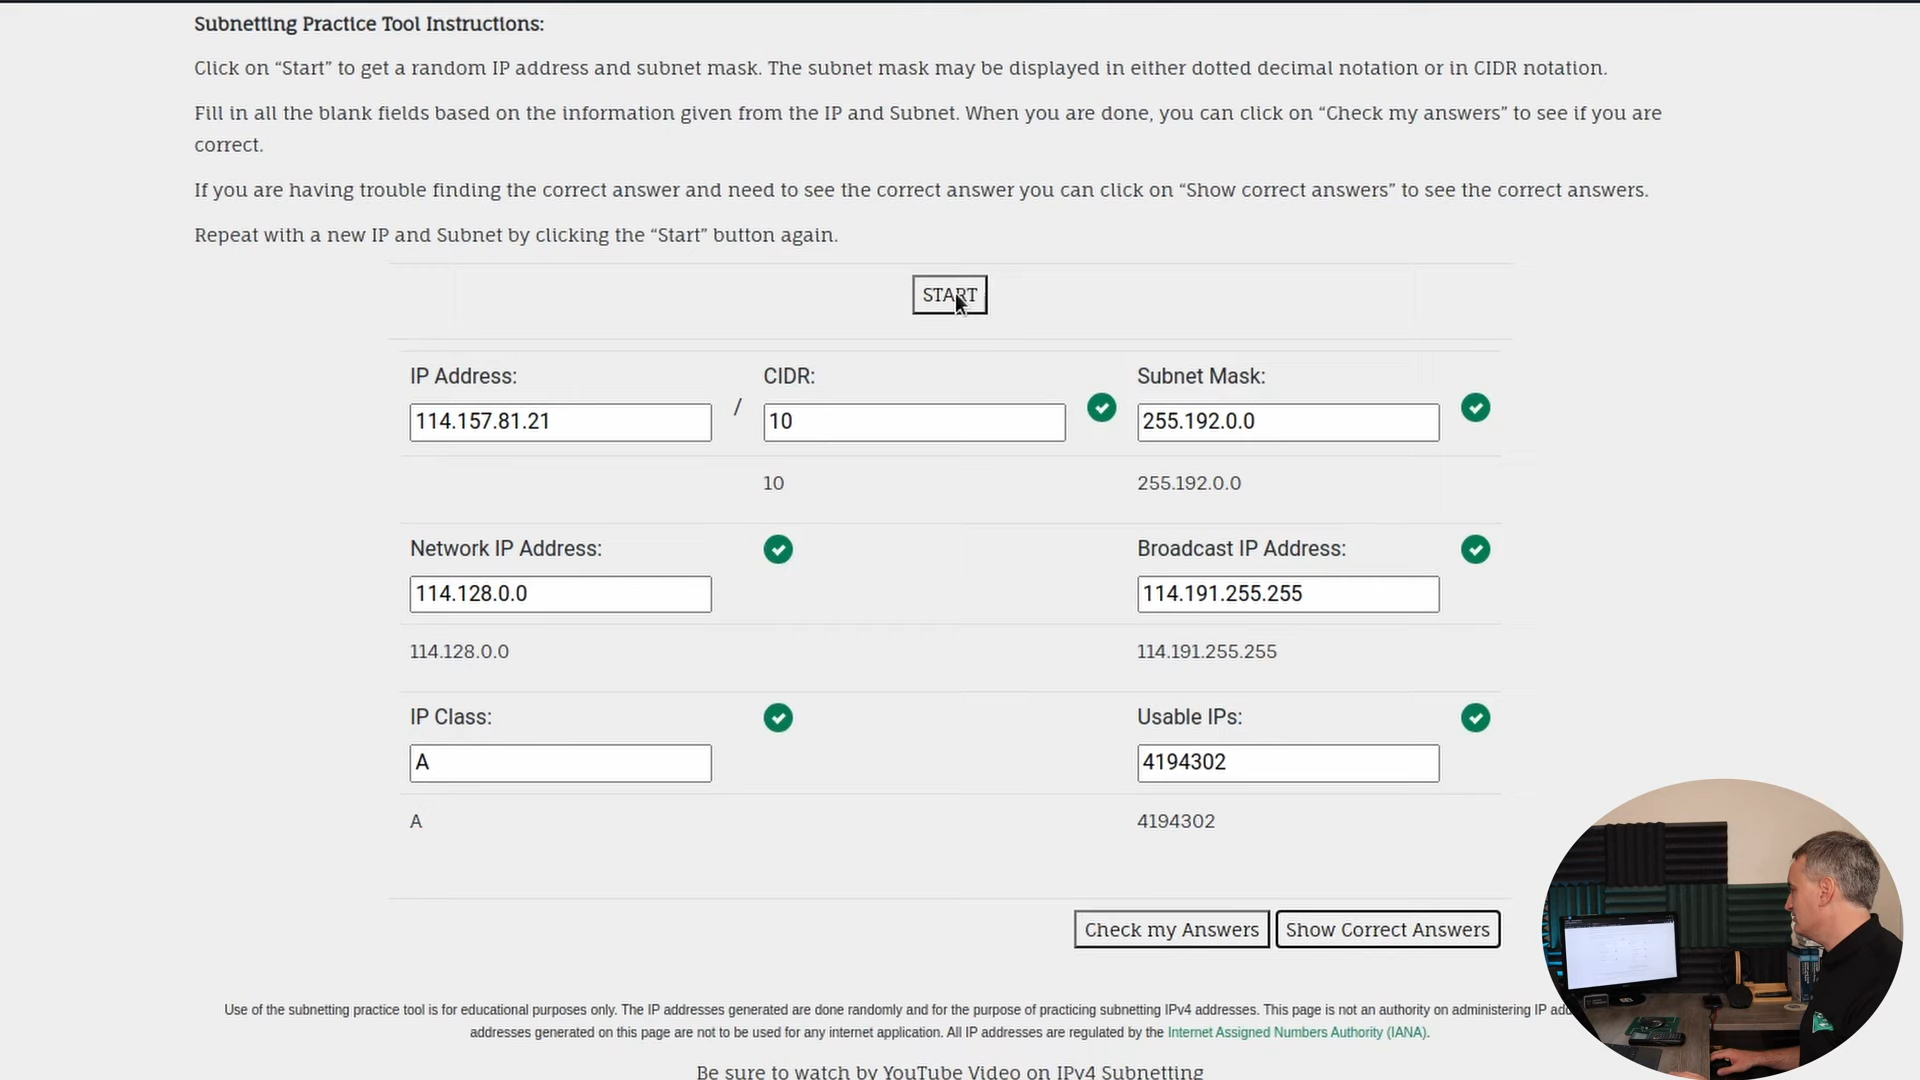 Subnetting Practice Tool Instructions:
Click on “Start” to get a random IP address and subnet mask. The subnet mask may be displayed in either dotted decimal notation or in CIDR notation.
Fill in all the blank fields based on the information given from the IP and Subnet. When you are done, you can click on “Check my answers” to see if you are
correct.
If you are having trouble finding the correct answer and need to see the correct answer you can click on “Show correct answers” to see the correct answers.
Repeat with a new IP and Subnet by clicking the “Start” button again.
START
IP Address: CIDR: Subnet Mask:
114.157.81.21 / 10 255.192.0.0
10 255.192.0.0
Network IP Address: Broadcast IP Address:
114.128.0.0 114.191.255.255
114.128.0.0 114.191.255.255
IP Class: Usable IPs:
A 4194302
A 4194302
Check my Answers Show Correct Answers
Use of the subnetting practice tool is for educational purposes only. The IP addresses generated are done randomly and for the purpose of practicing subnetting IPv4 addresses. This page is not an authority on administering IP
addresses generated on this page are not to be used for any internet application. All IP addresses are regulated by the Internet Assigned Numbers Authority (IANA).
Be sure to watch by YouTube Video on IPv4 Subnetting